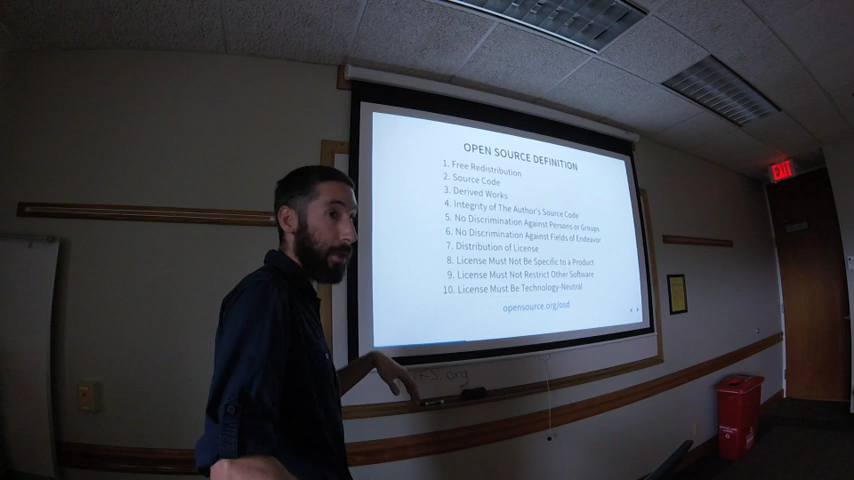 OPEN SOURCE DEFINITION
1. Free Redistribution
2. Source Code
3. Derived Works
4. Integrity of The Author's Source Code
5. No Discrimination Against Persons or Groups
6. No Discrimination Against Fields of Endeavor
7. Distribution of License
8. License Must Not Be Specific to a Product
9. License Must Not Restrict Other Software
10. License Must Be Technology-Neutral
opensource.org/osd
EXIT